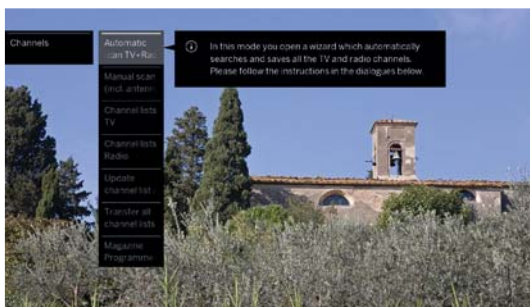 Channels
Automatic
scan TV+Rad
In this mode you open a wizard which automatically
searches and saves all the TV and radio channels.
Please follow the instructions in the dialogues below.
Manual scan
(incl. antenn
Channel lists
TV
Channel lists
Radio
Update
channel list
Transfer all
channel lists
Magazine
Programme